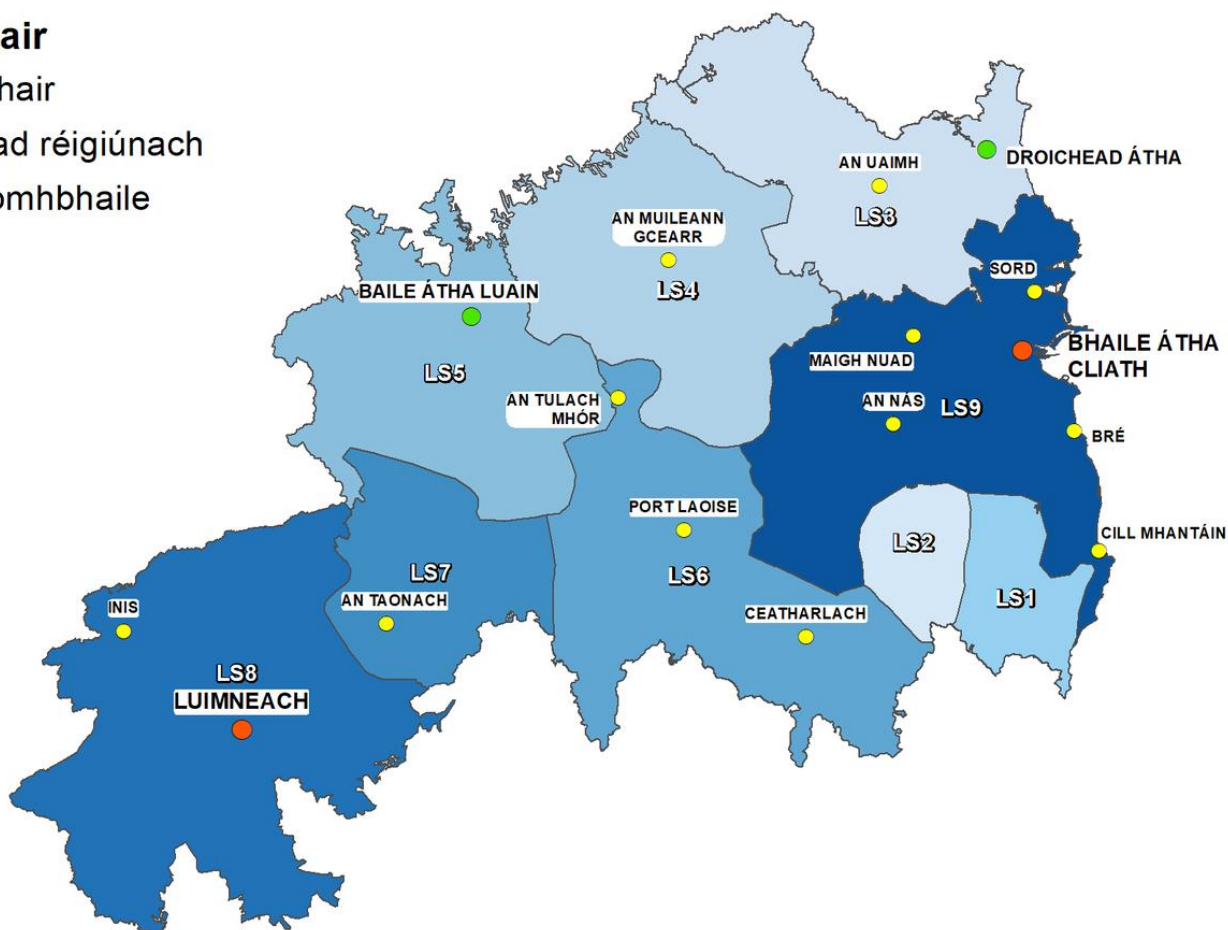 air
hair
ad réigiúnach
omhbhaile
DROICHEAD ÁTHA
AN UAIMH
LS3
AN MUILEANN
GCEARR
LS4
SORD
BAILE ÁTHA LUAIN
LS5
MAIGH NUAD
BHAILE ÁTHA
CLIATH
AN TULACH
MHÓR
AN NÁS
LS9
BRÉ
PORT LAOISE
LS6
LS2
CILL MHANTÁIN
LS1
LS7
AN TAONACH
CEATHARLACH
INIS
LS8
LUIMNEACH